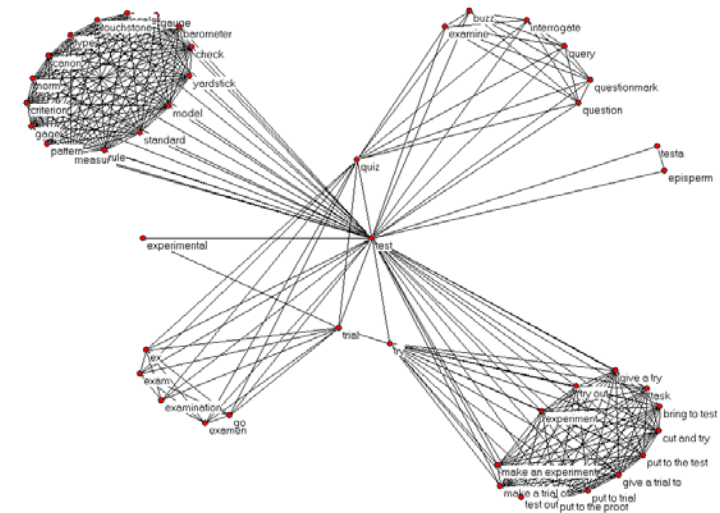 gauge
touchstone
barometer
type
check
canon
yardstick
norm
criterion
model
gage
standard
pattern
measure
rule
buzz
interrogate
examine
query
questionmark
question
quiz
testa
episperm
experimental
test
trial
try
ex
exam
examination
go
examen
give a try
try out
task
experiment
bring to test
cut and try
put to the test
make an experiment
give a trial to
make a trial of
put to trial
test out
put to the proof